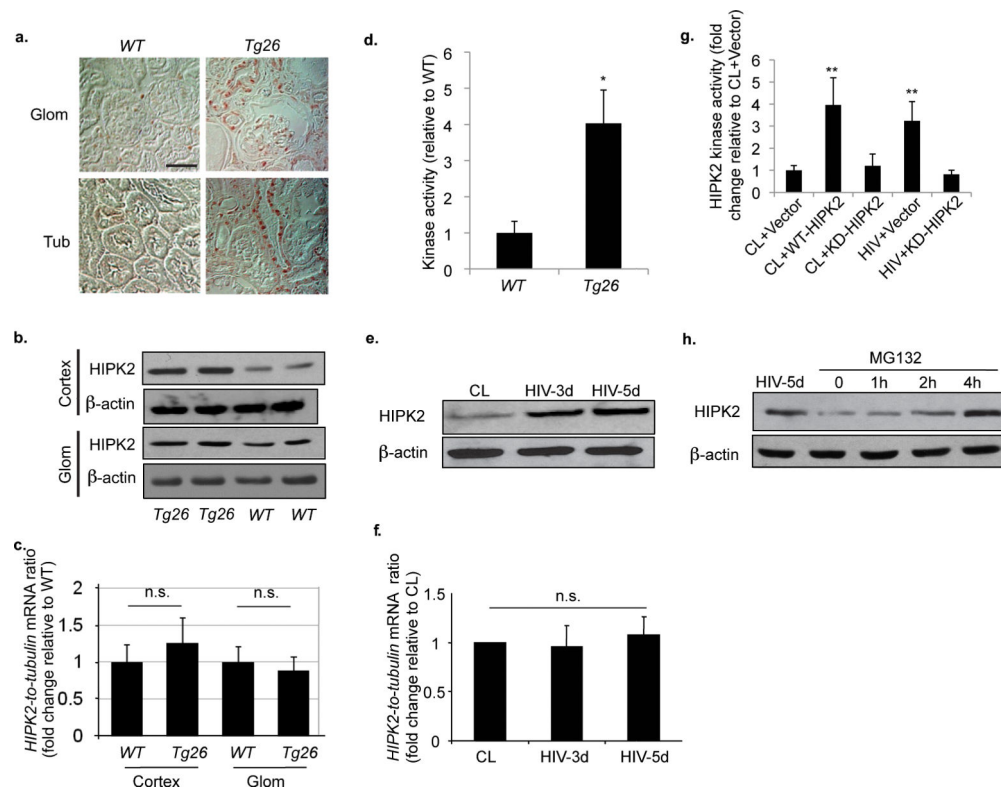 a.
WT
Tg26
Glom
Tub
b.
Cortex
HIPK2
β-actin
Glom
HIPK2
β-actin
Tg26 Tg26 WT WT
c.
HIPK2-to-tubulin mRNA ratio
(fold change relative to WT)
2
1.5
1
0.5
0
n.s.
n.s.
WT Tg26 WT Tg26
Cortex Glom
d.
Kinase activity (relative to WT)
6
5
4
3
2
1
0
*
WT Tg26
e.
CL HIV-3d HIV-5d
HIPK2
β-actin
f.
HIPK2-to-tubulin mRNA ratio
(fold change relative to CL)
1.5
1
0.5
0
n.s.
CL HIV-3d HIV-5d
g.
HIPK2 kinase activity (fold
change relative to CL+Vector)
6
5
4
3
2
1
0
**
**
CL+Vector
CL+WT-HIPK2
CL+KD-HIPK2
HIV+Vector
HIV+KD-HIPK2
h.
MG132
HIV-5d 0 1h 2h 4h
HIPK2
β-actin